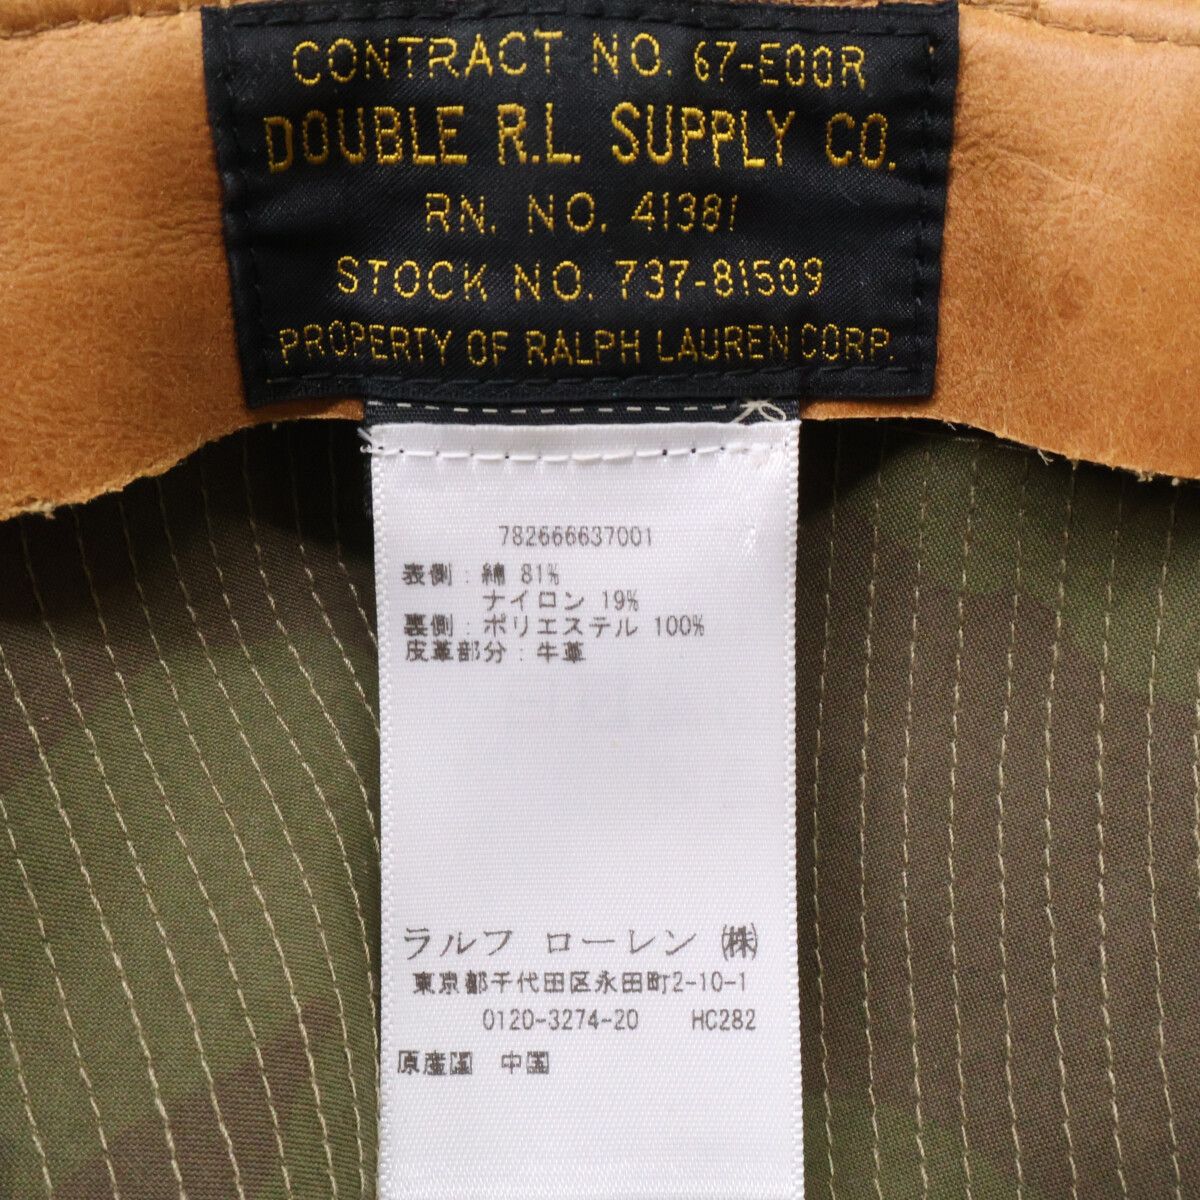 CONTRACT NO. 67-E00R
DOUBLE R.L. SUPPLY CO.
RN. NO. 41381
STOCK NO. 737-81509
PROPERTY OF RALPH LAUREN CORP.
782666637001
表側 : 綿 81%
ナイロン 19%
裏側 : ポリエステル 100%
皮革部分 : 牛革
ラルフ ローレン ㈱
東京都千代田区永田町2-10-1
0120-3274-20 HC282
原産国 中国